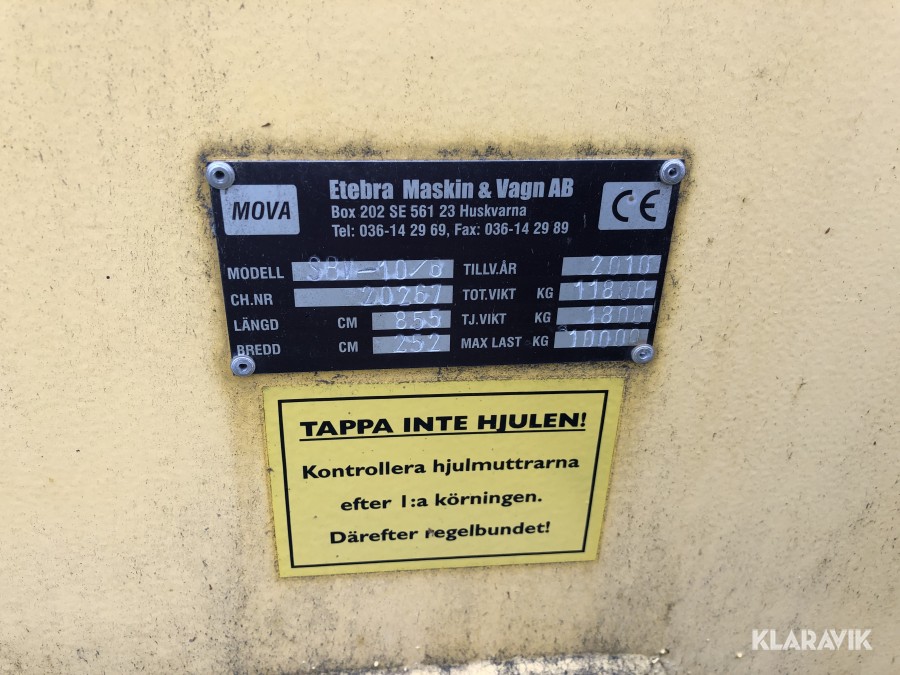 MOVA
Etebra Maskin & Vagn AB
Box 202 SE 561 23 Huskvarna
Tel: 036-14 29 69, Fax: 036-14 29 89
CE
MODELL SBV-10/8 TILLV.ÅR 2010
CH.NR 20267 TOT.VIKT KG 11800
LÄNGD CM 855 TJ.VIKT KG 1800
BREDD CM 252 MAX LAST KG 10000
TAPPA INTE HJULEN!
Kontrollera hjulmuttrarna
efter 1:a körningen.
Därefter regelbundet!
KLARAVIK